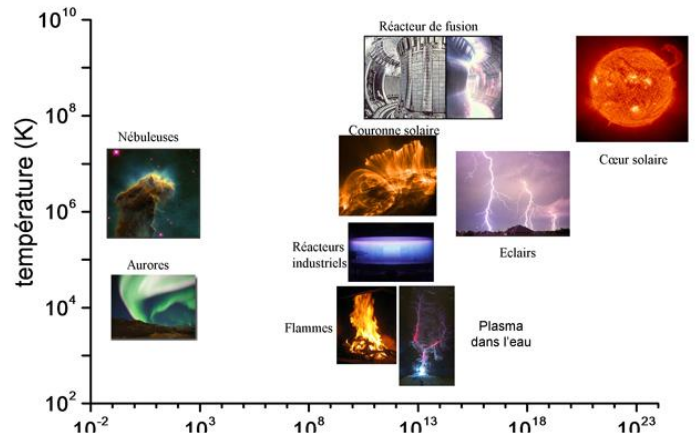 10^10
Réacteur de fusion
10^8
Nébuleuses
Couronne solaire
Cœur solaire
température (K)
10^6
Réacteurs
industriels
Eclairs
Aurores
10^4
Flammes
Plasma
dans l'eau
10^2
10^-2
10^3
10^8
10^13
10^18
10^23